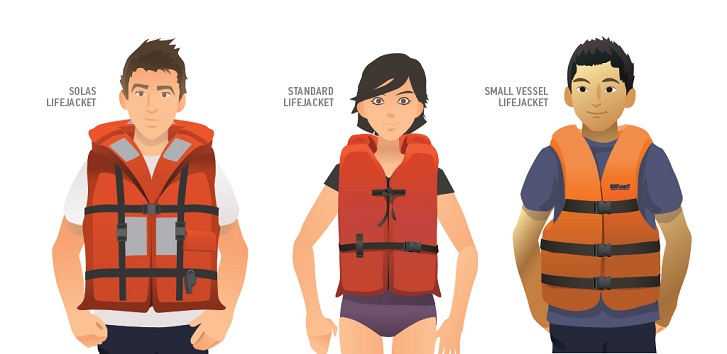 SOLAS
LIFEJACKET
STANDARD
LIFEJACKET
SMALL VESSEL
LIFEJACKET